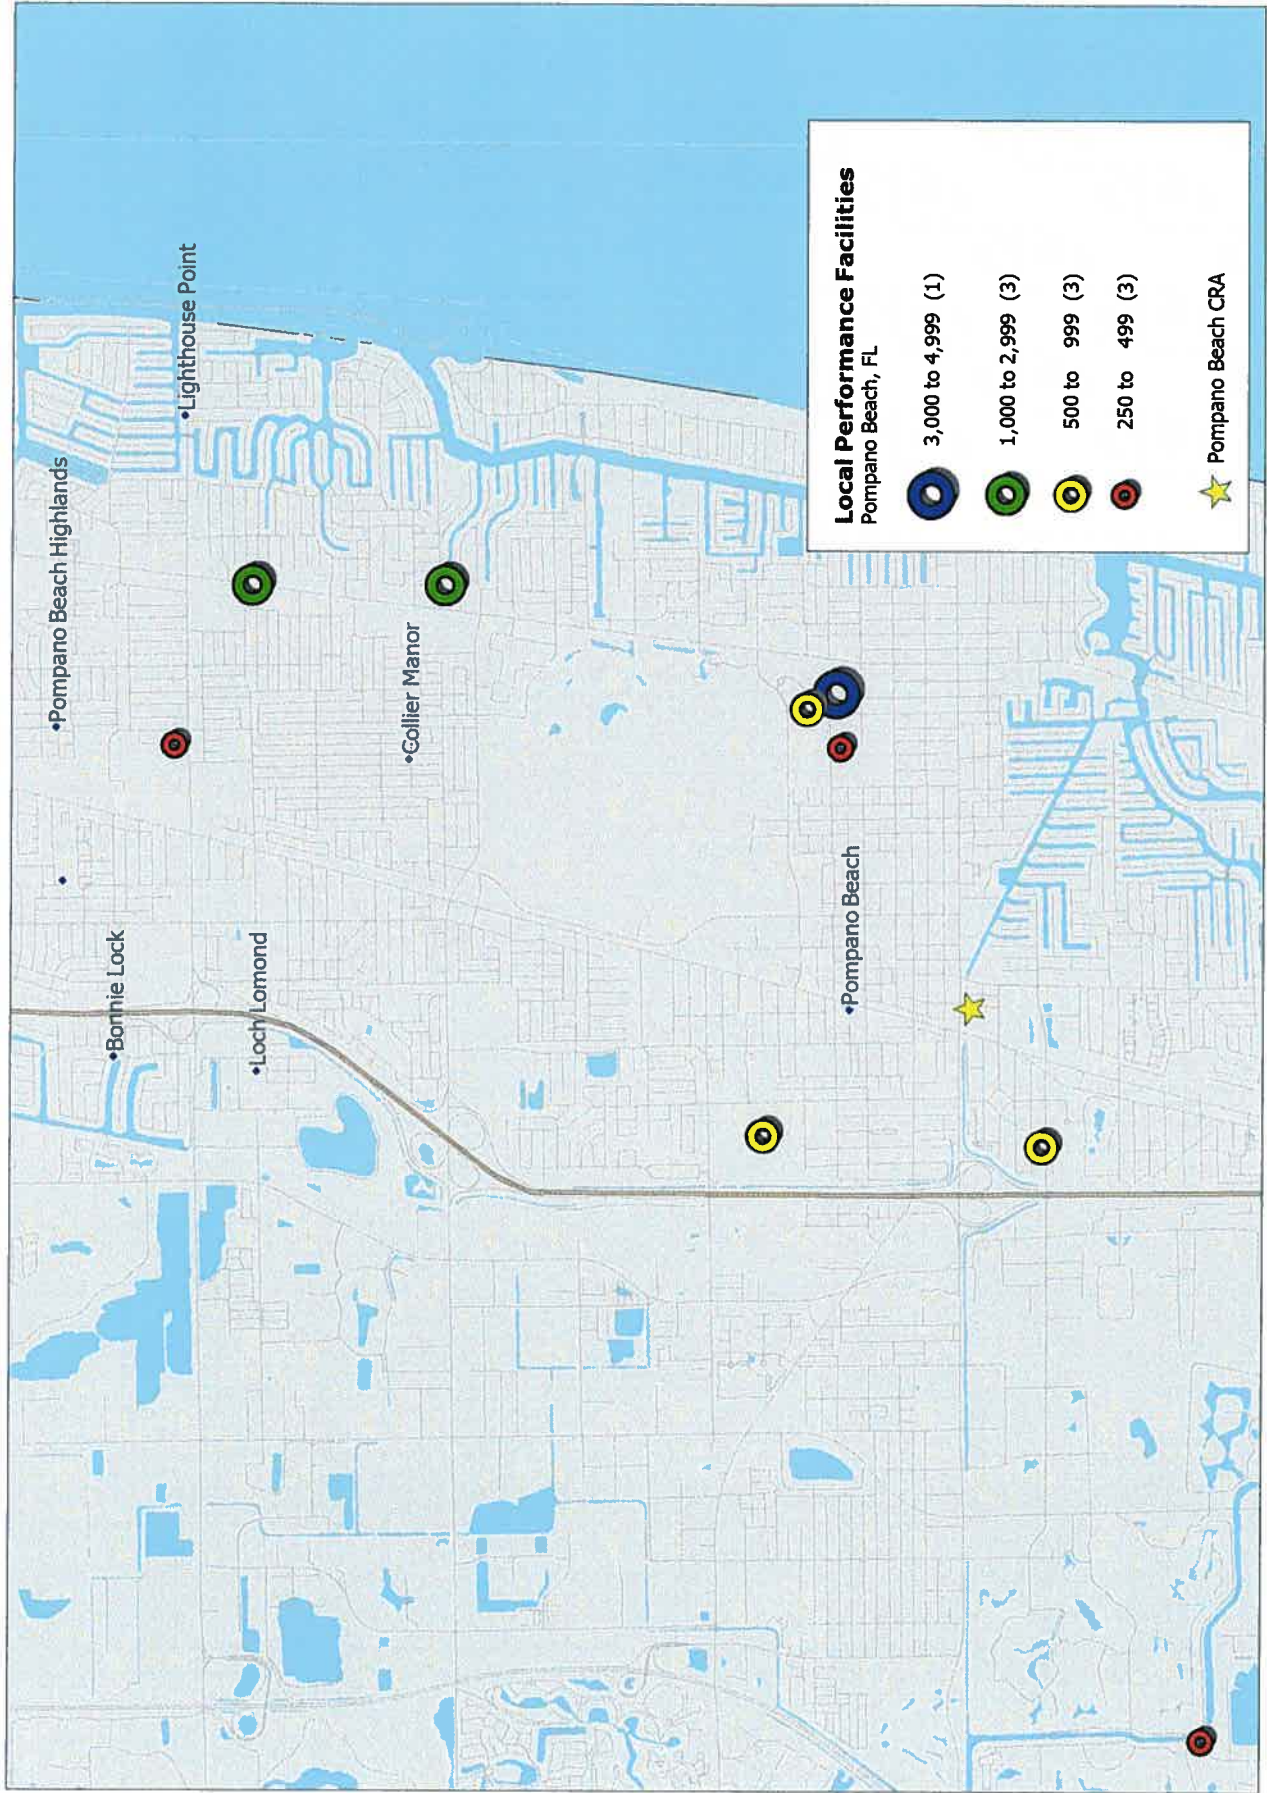 Pompano Beach Highlands
Lighthouse Point
Bonnie Lock
Loch Lomond
Collier Manor
Pompano Beach
Local Performance Facilities
Pompano Beach, FL
3,000 to 4,999 (1)
1,000 to 2,999 (3)
500 to 999 (3)
250 to 499 (3)
Pompano Beach CRA